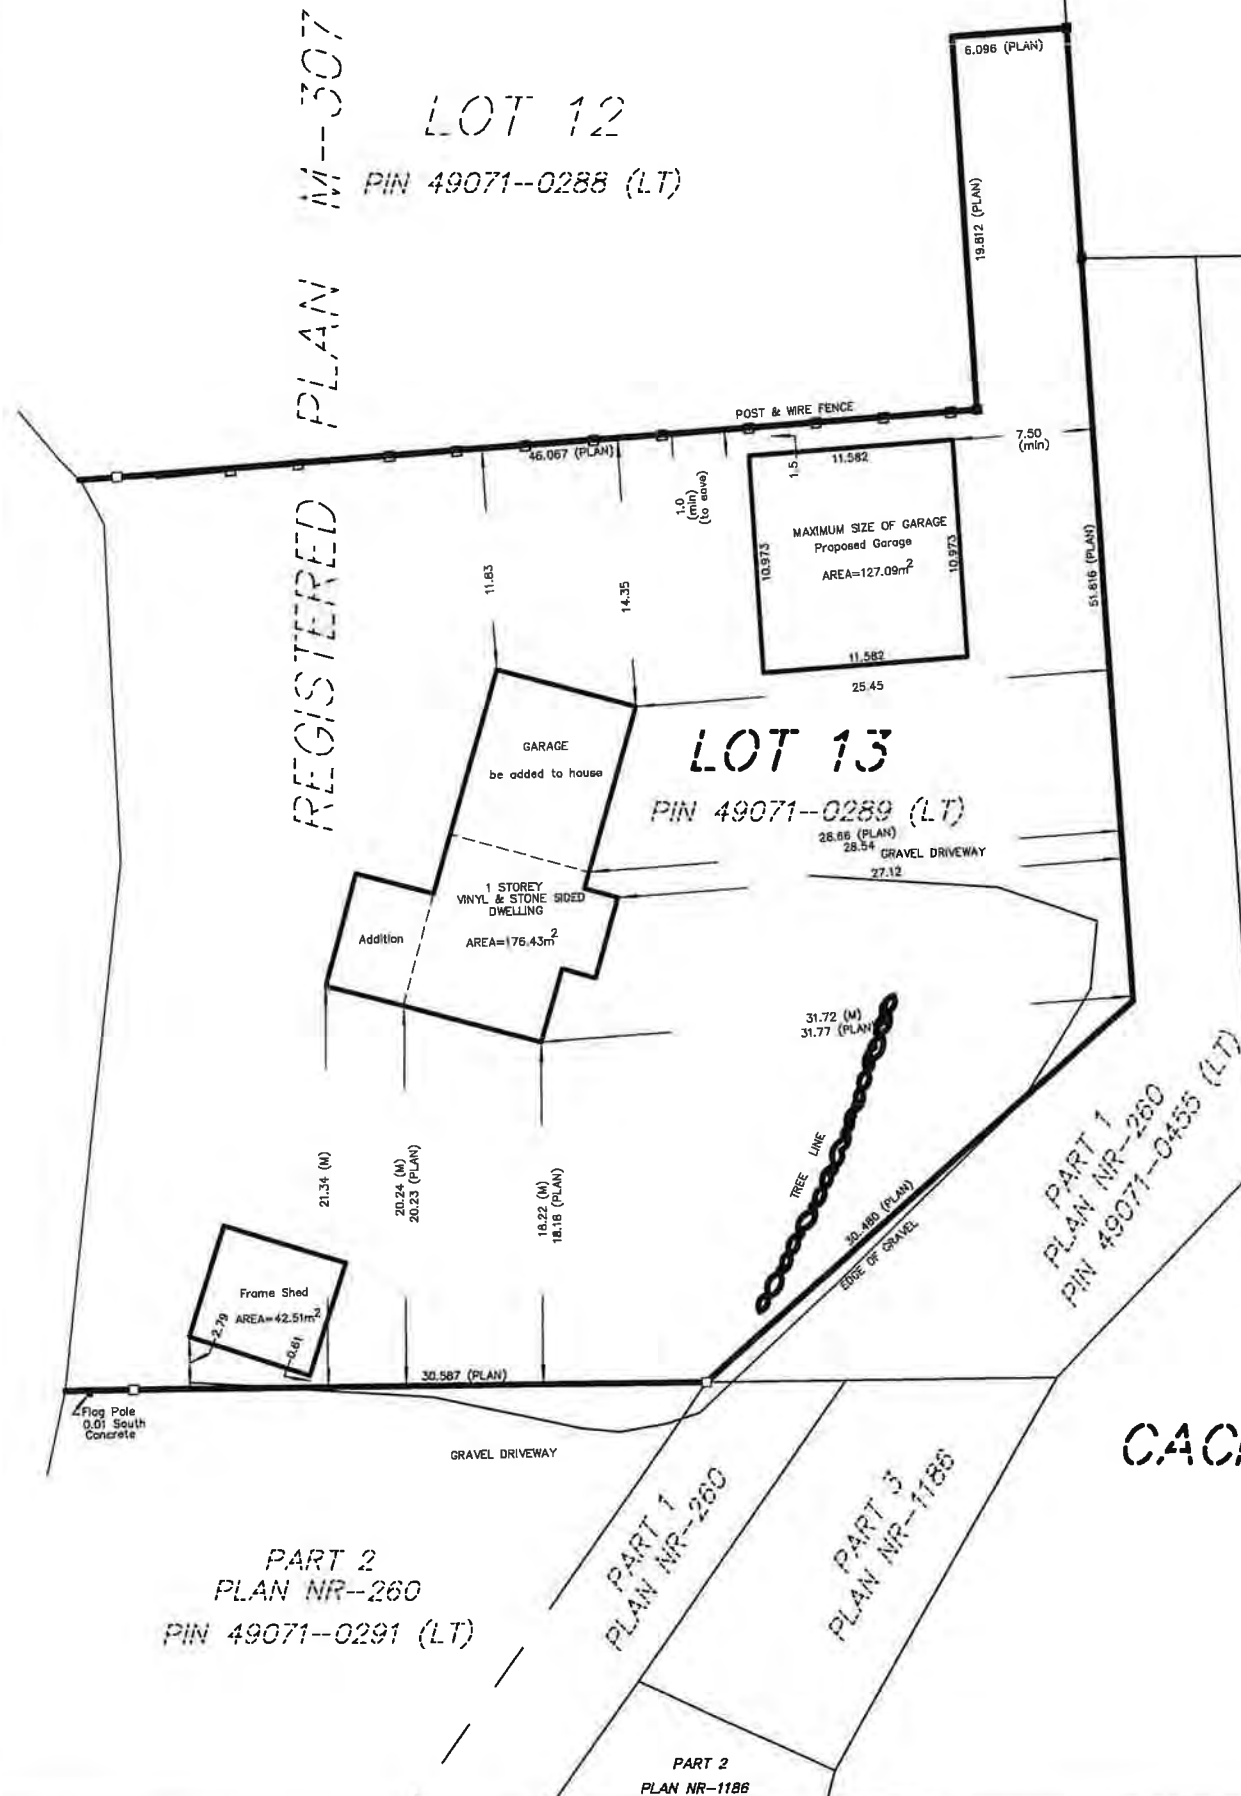 6.096 (PLAN)
REGISTERED PLAN M--307
LOT 12
PIN 49071--0288 (LT)
19.812 (PLAN)
POST & WIRE FENCE
46.067 (PLAN)
7.50
(min)
1.5
11.582
1.0
(min)
(to eave)
MAXIMUM SIZE OF GARAGE
Proposed Garage
AREA=127.09m2
10.973
10.973
11.582
51.816 (PLAN)
11.83
14.35
25.45
GARAGE
be added to house
LOT 13
PIN 49071--0289 (LT)
28.66 (PLAN)
28.54
GRAVEL DRIVEWAY
27.12
1 STOREY
VINYL & STONE SIDED
DWELLING
AREA=176.43m2
Addition
31.72 (M)
31.77 (PLAN)
TREE LINE
21.34 (M)
20.24 (M)
20.23 (PLAN)
18.22 (M)
18.18 (PLAN)
30.480 (PLAN)
EDGE OF GRAVEL
PART 1
PLAN NR--260
PIN 49071--0455 (LT)
Frame Shed
AREA=42.51m2
2.79
0.61
30.587 (PLAN)
Flag Pole
0.01 South
Concrete
GRAVEL DRIVEWAY
CAC
PART 1
PLAN NR--260
PART 3
PLAN NR--1186
PART 2
PLAN NR--260
PIN 49071--0291 (LT)
PART 2
PLAN NR-1186